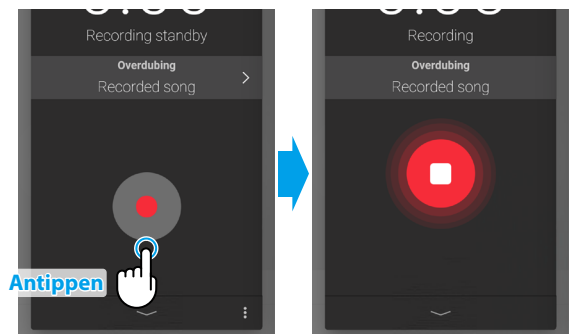 Recording standby
Overdubing
Recorded song
Antippen
Recording
Overdubing
Recorded song